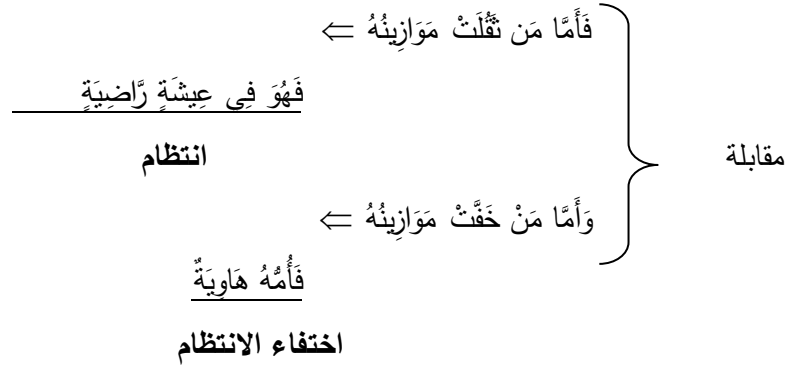 فَأَمَّا مَن ثَقُلَتْ مَوَازِينُهُ ⇐
فَهُوَ فِي عِيشَةٍ رَّاضِيَةٍ
انتظام
مقابلة
وَأَمَّا مَنْ خَفَّتْ مَوَازِينُهُ ⇐
فَأُمُّهُ هَاوِيَةٌ
اختفاء الانتظام